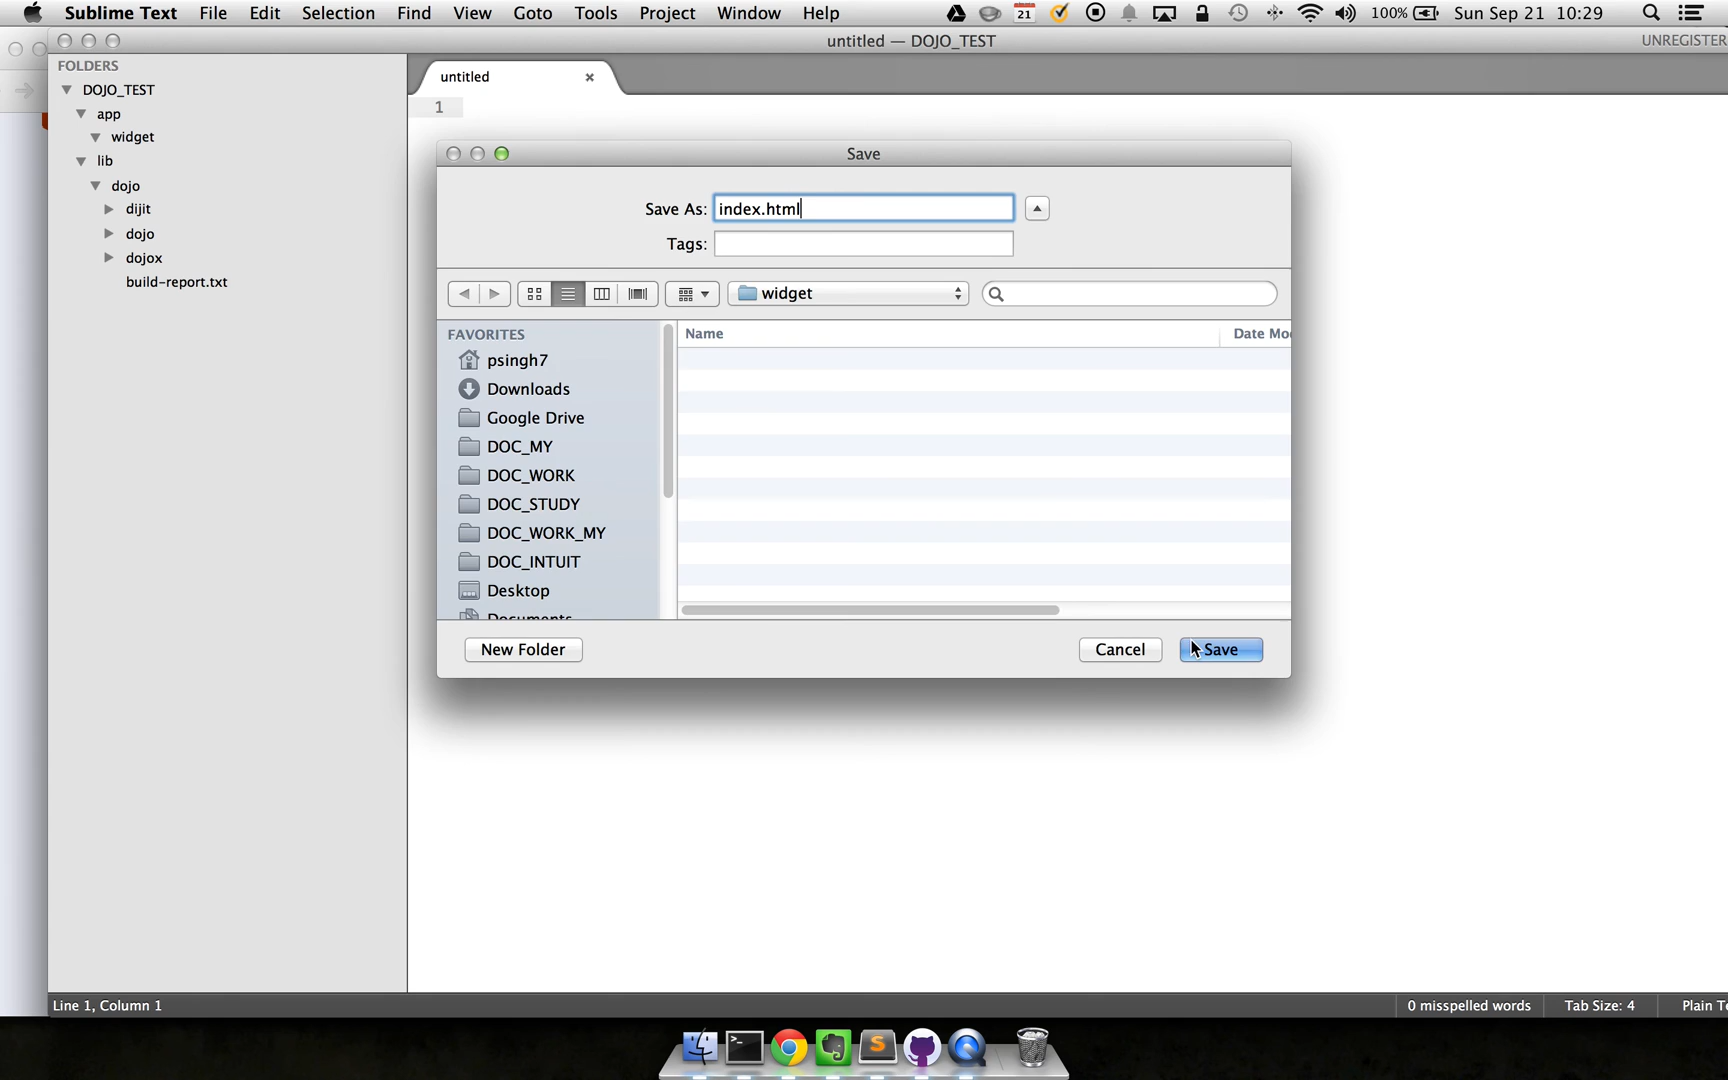 Sublime Text File Edit Selection Find View Goto Tools Project Window Help 21 100% Sun Sep 21 10:29
untitled — DOJO_TEST UNREGISTER
FOLDERS
DOJO_TEST
app
widget
lib
dojo
dijit
dojo
dojox
build-report.txt
untitled
1
Save
Save As: index.html
Tags:
widget
FAVORITES
psingh7
Downloads
Google Drive
DOC_MY
DOC_WORK
DOC_STUDY
DOC_WORK_MY
DOC_INTUIT
Desktop
Documents
Name Date Mo
New Folder Cancel Save
Line 1, Column 1 0 misspelled words Tab Size: 4 Plain Te